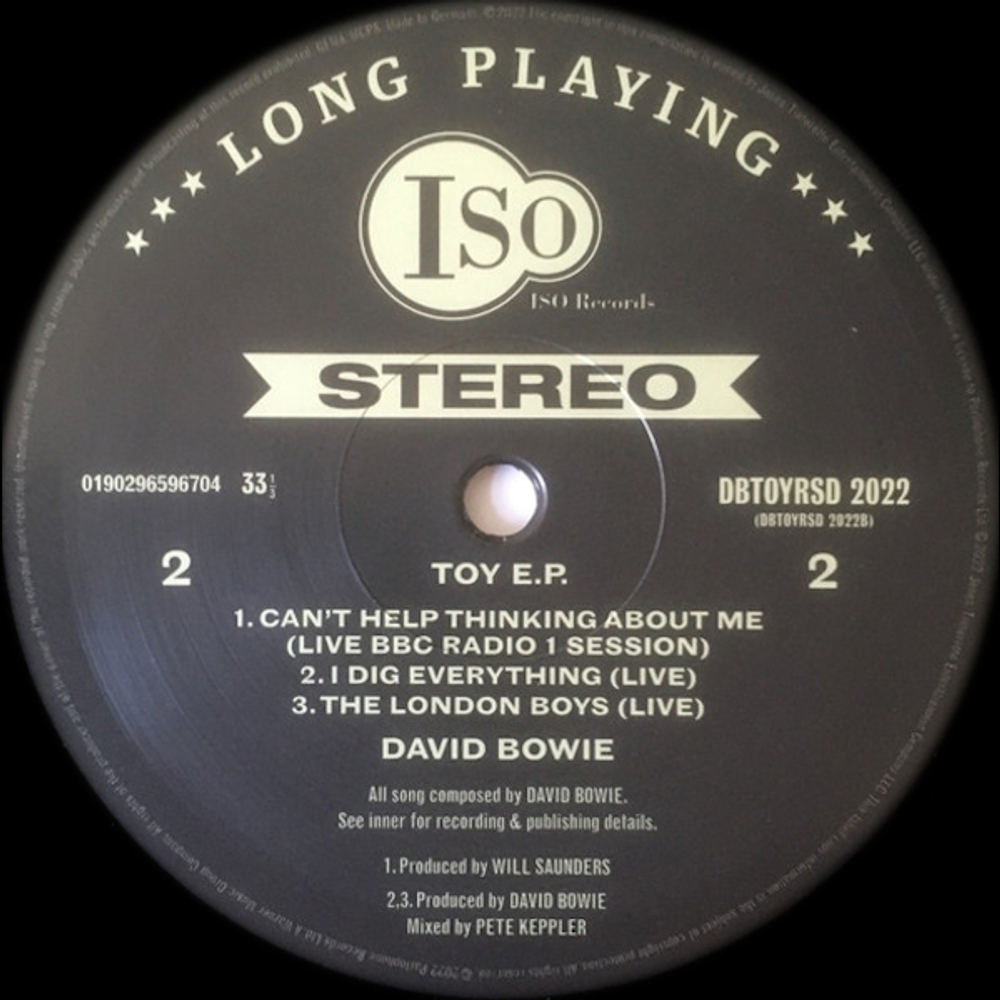 LONG PLAYING
Iso
ISO Records
STEREO
0190296596704 33⅓
DBTOYRSD 2022
(DBTOYRSD 2022B)
2
2
TOY E.P.
1. CAN'T HELP THINKING ABOUT ME
(LIVE BBC RADIO 1 SESSION)
2. I DIG EVERYTHING (LIVE)
3. THE LONDON BOYS (LIVE)
DAVID BOWIE
All song composed by DAVID BOWIE.
See inner for recording & publishing details.
1. Produced by WILL SAUNDERS
2,3. Produced by DAVID BOWIE
Mixed by PETE KEPPLER